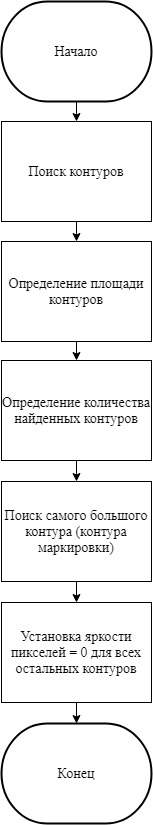 Начало
Поиск контуров
Определение площади
контуров
Определение количества
найденных контуров
Поиск самого большого
контура (контура
маркировки)
Установка яркости
пикселей = 0 для всех
остальных контуров
Конец